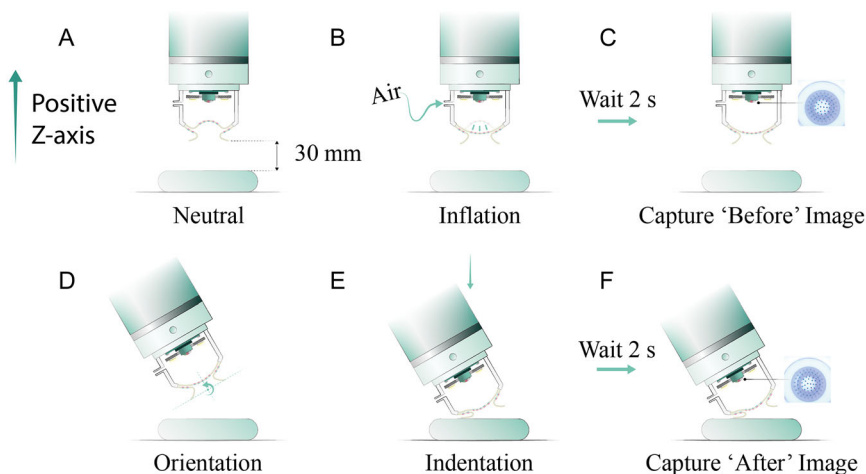 A
B
C
Positive
Z-axis
30 mm
Air
Wait 2 s
Neutral
Inflation
Capture ‘Before’ Image
D
E
F
Wait 2 s
Orientation
Indentation
Capture ‘After’ Image